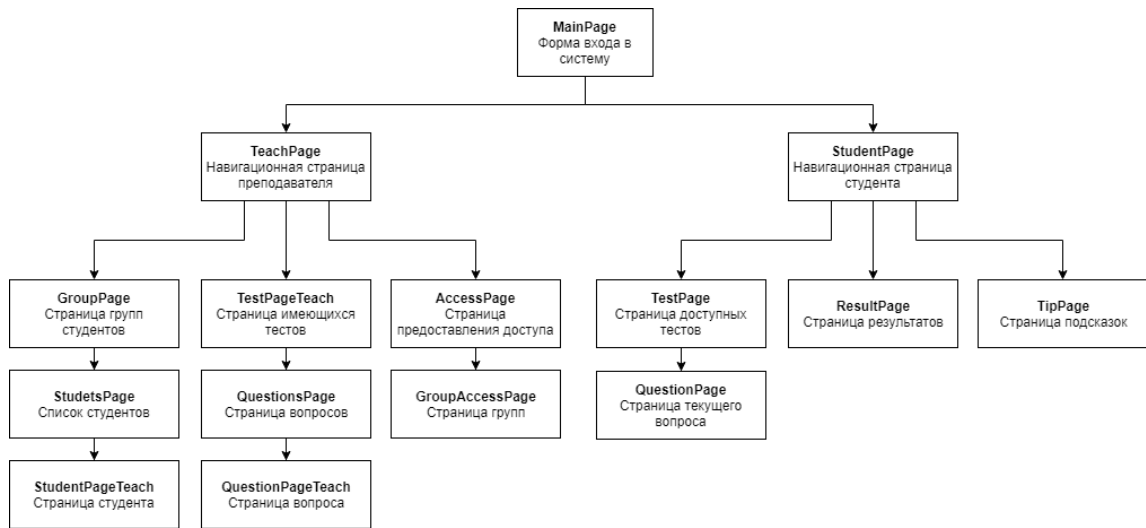 MainPage
Форма входа в
систему
TeachPage
Навигационная страница
преподавателя
StudentPage
Навигационная страница
студента
GroupPage
Страница групп
студентов
TestPageTeach
Страница имеющихся
тестов
AccessPage
Страница
предоставления доступа
TestPage
Страница доступных
тестов
ResultPage
Страница результатов
TipPage
Страница подсказок
StudetsPage
Список студентов
QuestionsPage
Страница вопросов
GroupAccessPage
Страница групп
QuestionPage
Страница текущего
вопроса
StudentPageTeach
Страница студента
QuestionPageTeach
Страница вопроса